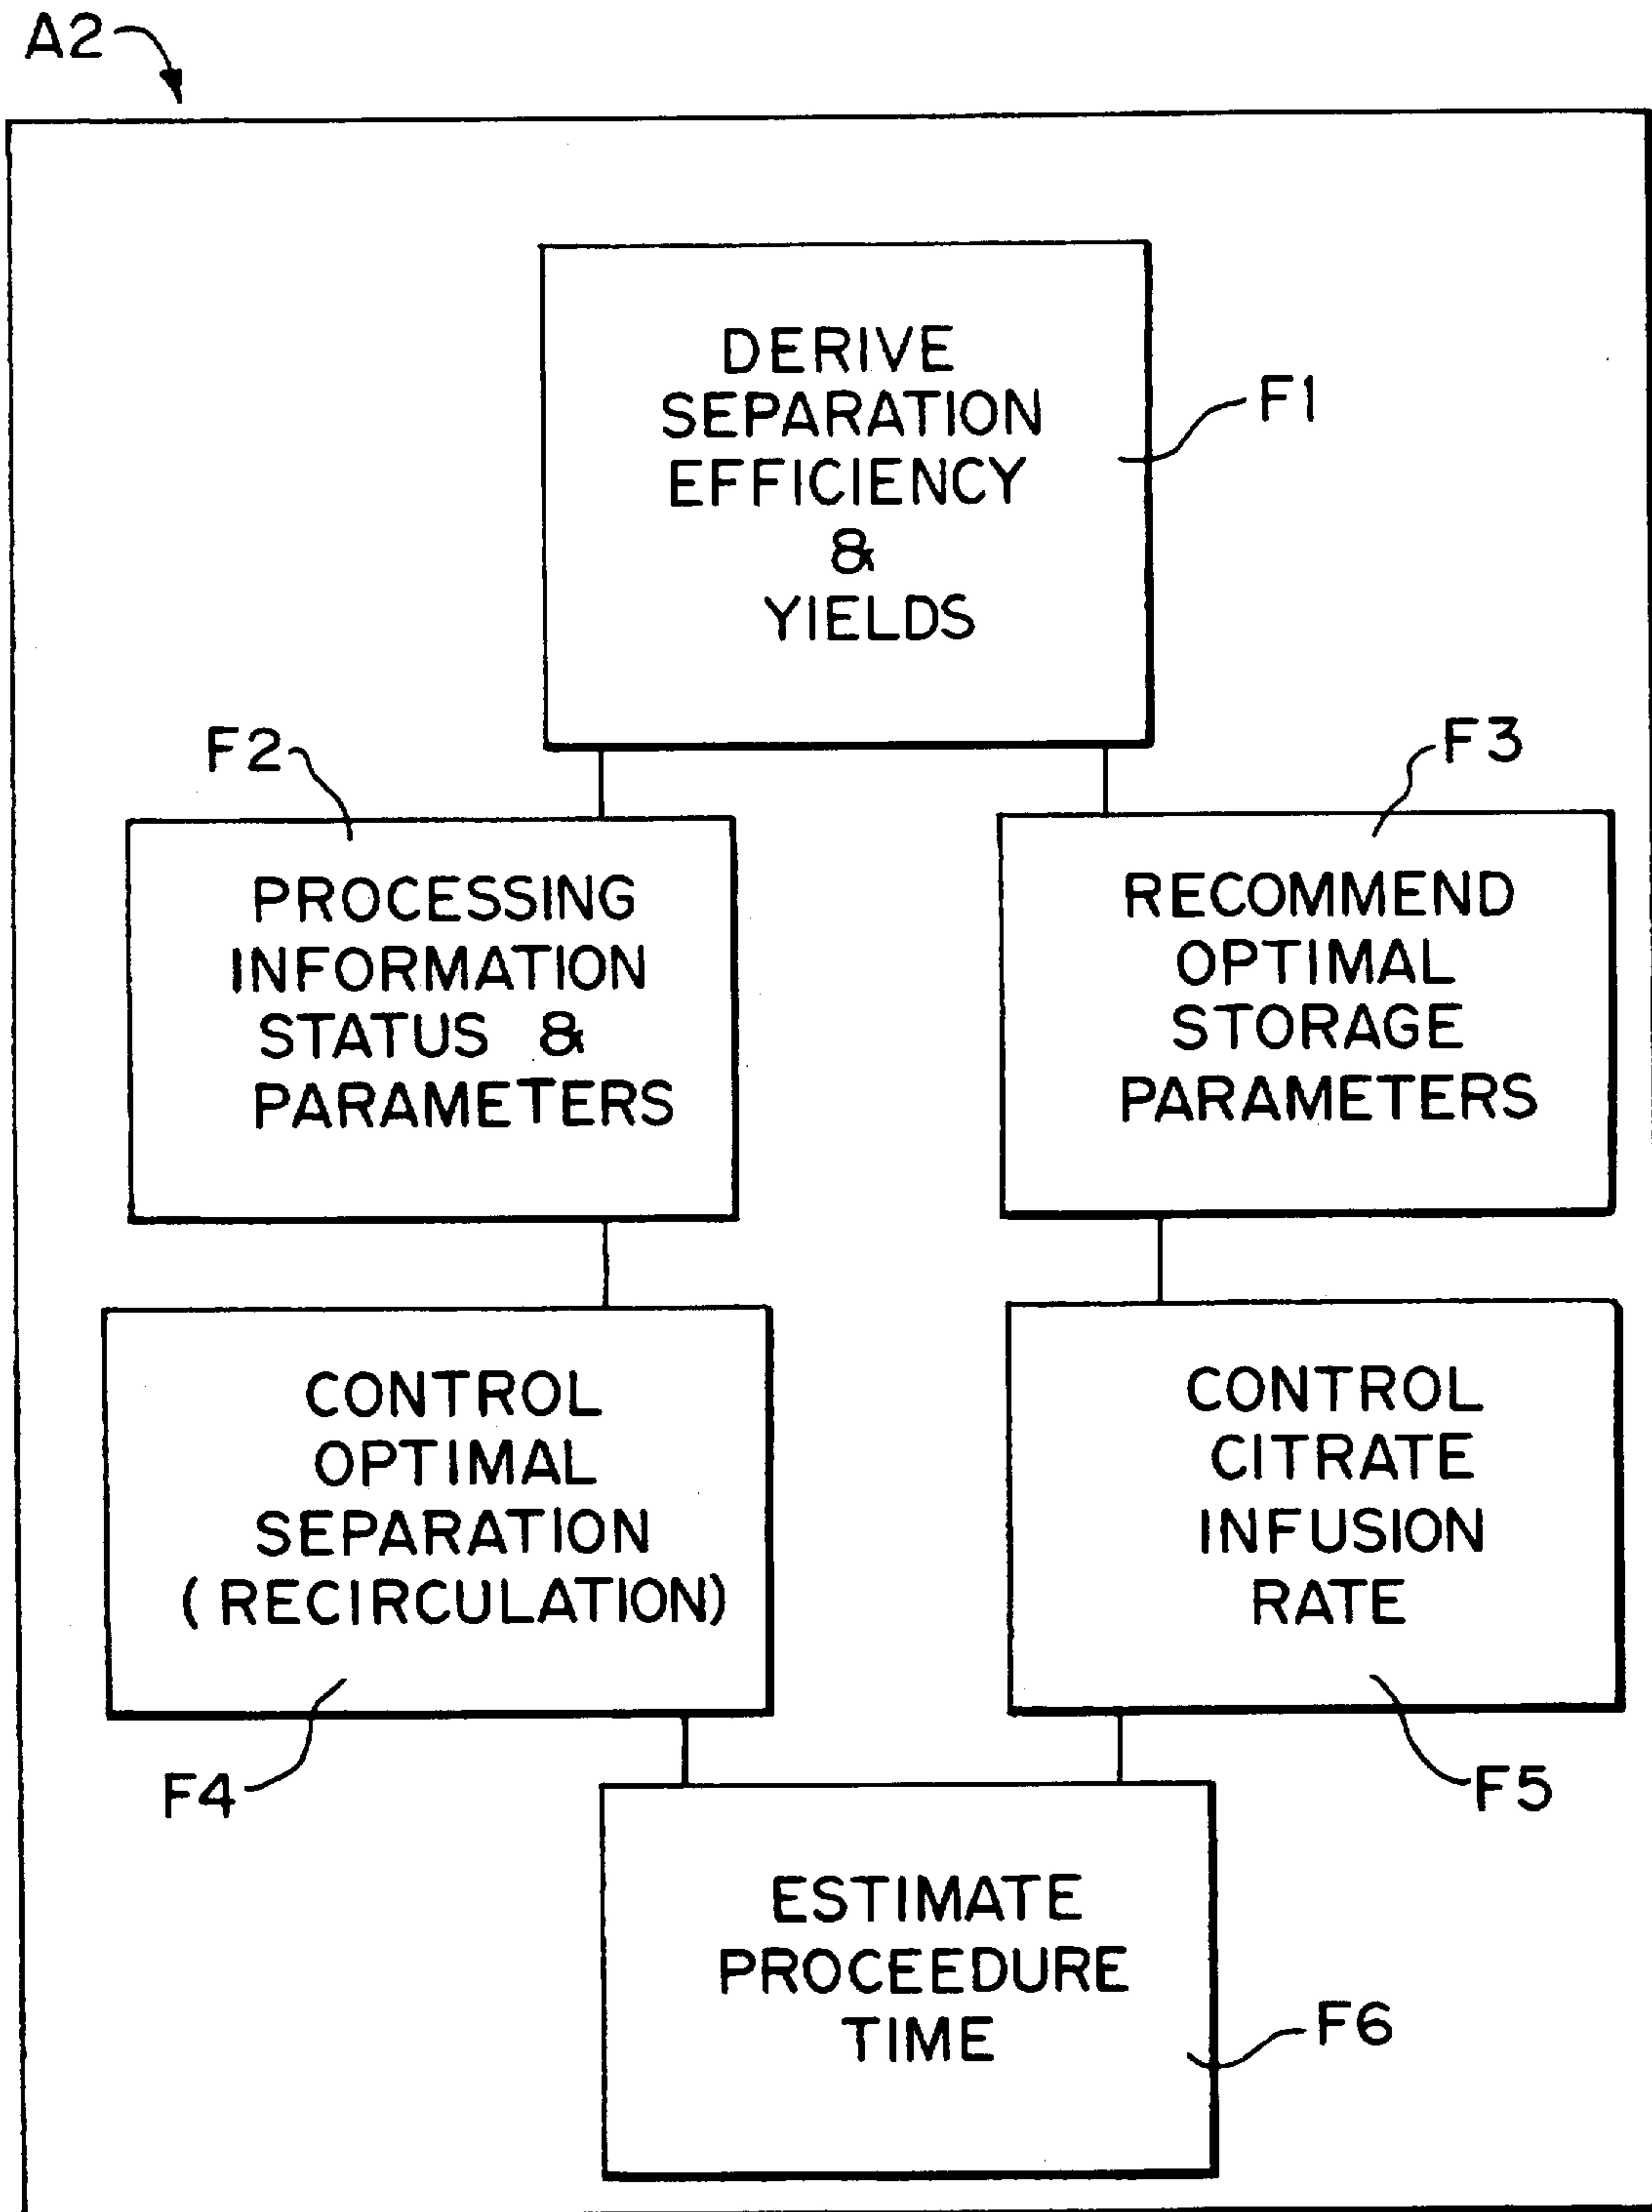 A2
DERIVE
SEPARATION
EFFICIENCY
&
YIELDS
F1
F2
PROCESSING
INFORMATION
STATUS &
PARAMETERS
F3
RECOMMEND
OPTIMAL
STORAGE
PARAMETERS
CONTROL
OPTIMAL
SEPARATION
(RECIRCULATION)
F4
CONTROL
CITRATE
INFUSION
RATE
F5
ESTIMATE
PROCEEDURE
TIME
F6